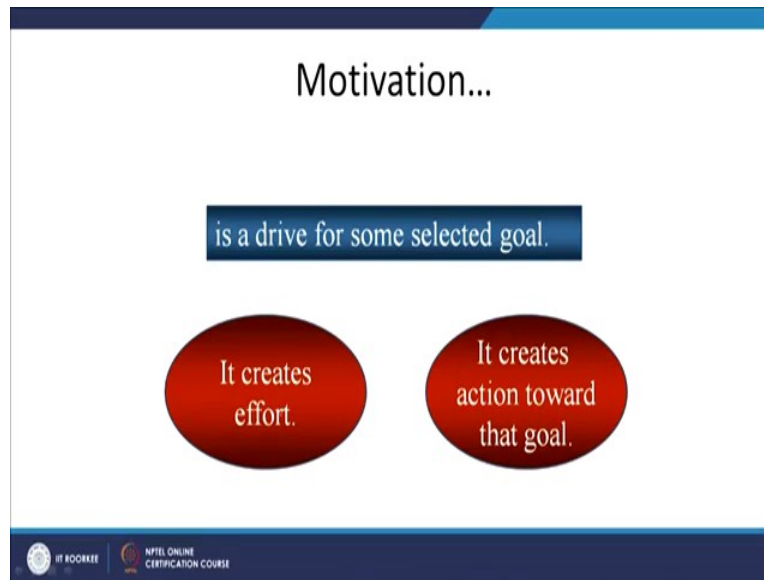 Motivation...
is a drive for some selected goal.
It creates
effort.
It creates
action toward
that goal.
IIT ROORKEE
NPTEL ONLINE
CERTIFICATION COURSE